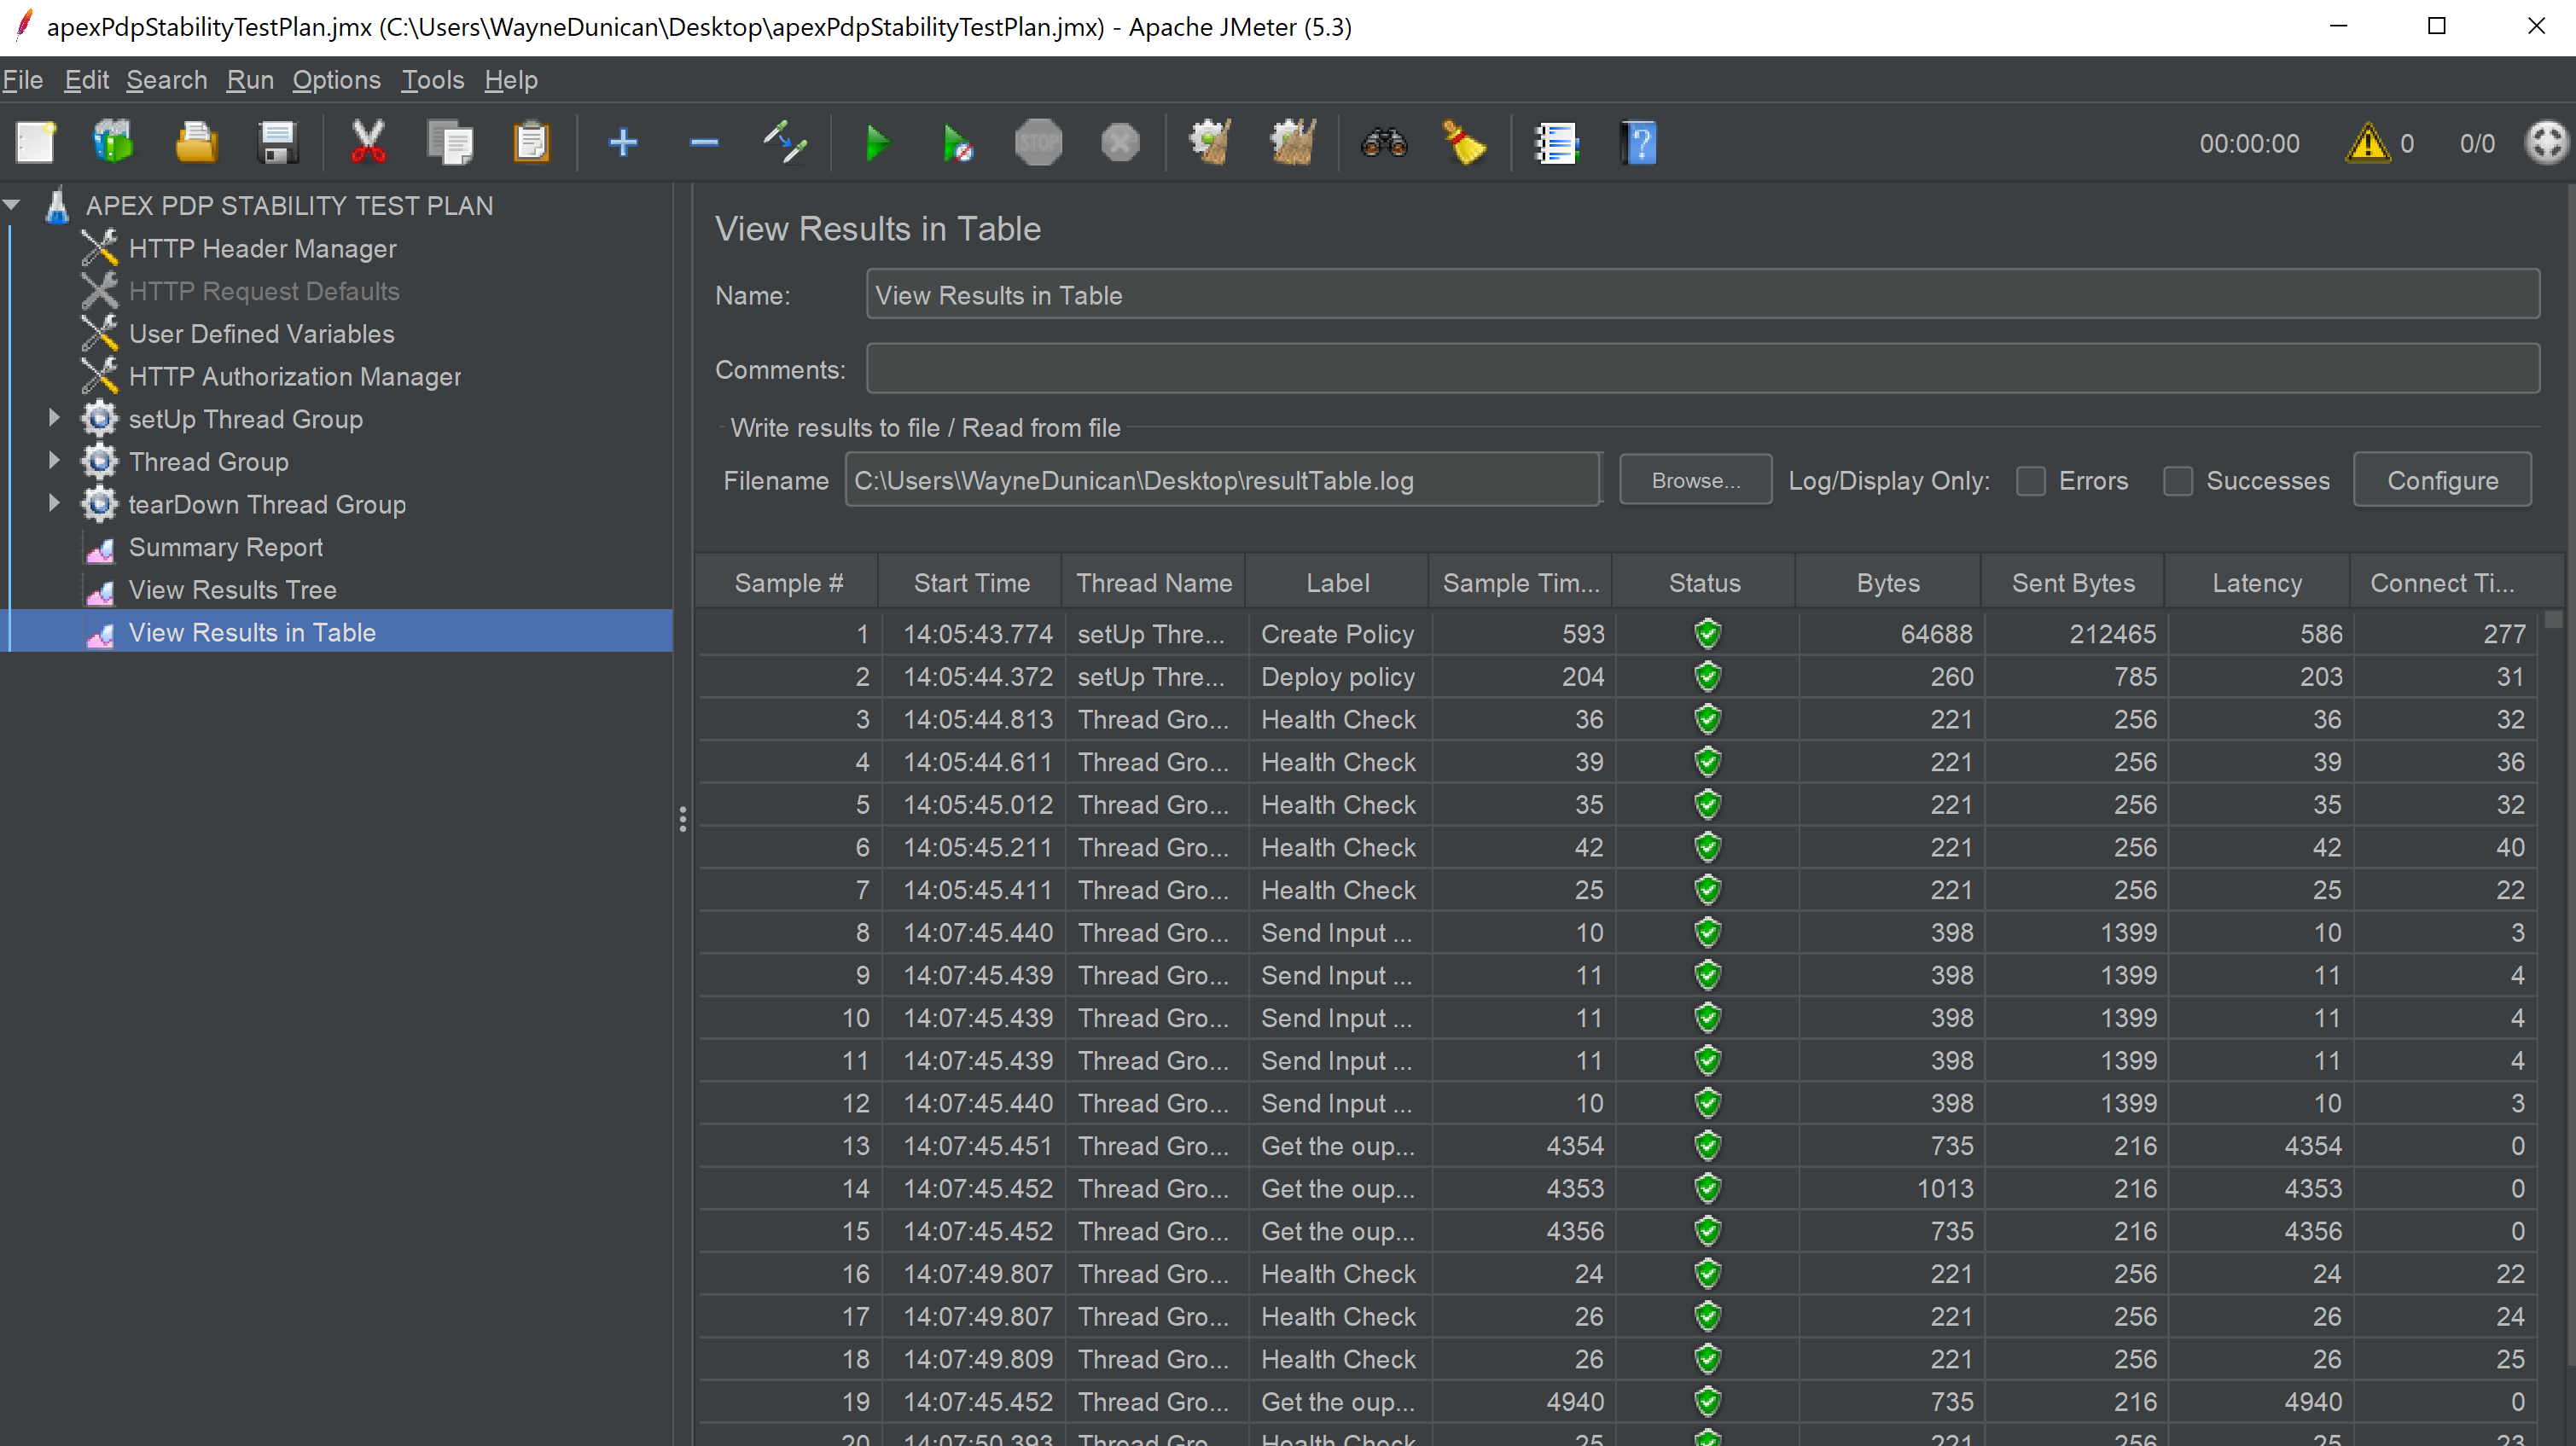 apexPdpStabilityTestPlan.jmx (C:\Users\WayneDunican\Desktop\apexPdpStabilityTestPlan.jmx) - Apache JMeter (5.3)
File Edit Search Run Options Tools Help
STOP
?
00:00:00 0 0/0
APEX PDP STABILITY TEST PLAN
HTTP Header Manager
HTTP Request Defaults
User Defined Variables
HTTP Authorization Manager
setUp Thread Group
Thread Group
tearDown Thread Group
Summary Report
View Results Tree
View Results in Table
View Results in Table
Name: View Results in Table
Comments:
Write results to file / Read from file
Filename C:\Users\WayneDunican\Desktop\resultTable.log Browse... Log/Display Only: Errors Successes Configure
Sample # Start Time Thread Name Label Sample Tim... Status Bytes Sent Bytes Latency Connect Ti...
1 14:05:43.774 setUp Thre... Create Policy 593 64688 212465 586 277
2 14:05:44.372 setUp Thre... Deploy policy 204 260 785 203 31
3 14:05:44.813 Thread Gro... Health Check 36 221 256 36 32
4 14:05:44.611 Thread Gro... Health Check 39 221 256 39 36
5 14:05:45.012 Thread Gro... Health Check 35 221 256 35 32
6 14:05:45.211 Thread Gro... Health Check 42 221 256 42 40
7 14:05:45.411 Thread Gro... Health Check 25 221 256 25 22
8 14:07:45.440 Thread Gro... Send Input ... 10 398 1399 10 3
9 14:07:45.439 Thread Gro... Send Input ... 11 398 1399 11 4
10 14:07:45.439 Thread Gro... Send Input ... 11 398 1399 11 4
11 14:07:45.439 Thread Gro... Send Input ... 11 398 1399 11 4
12 14:07:45.440 Thread Gro... Send Input ... 10 398 1399 10 3
13 14:07:45.451 Thread Gro... Get the oup... 4354 735 216 4354 0
14 14:07:45.452 Thread Gro... Get the oup... 4353 1013 216 4353 0
15 14:07:45.452 Thread Gro... Get the oup... 4356 735 216 4356 0
16 14:07:49.807 Thread Gro... Health Check 24 221 256 24 22
17 14:07:49.807 Thread Gro... Health Check 26 221 256 26 24
18 14:07:49.809 Thread Gro... Health Check 26 221 256 26 25
19 14:07:45.452 Thread Gro... Get the oup... 4940 735 216 4940 0
20 14:07:50.393 Thread Gro... Health Check 25 221 256 25 23